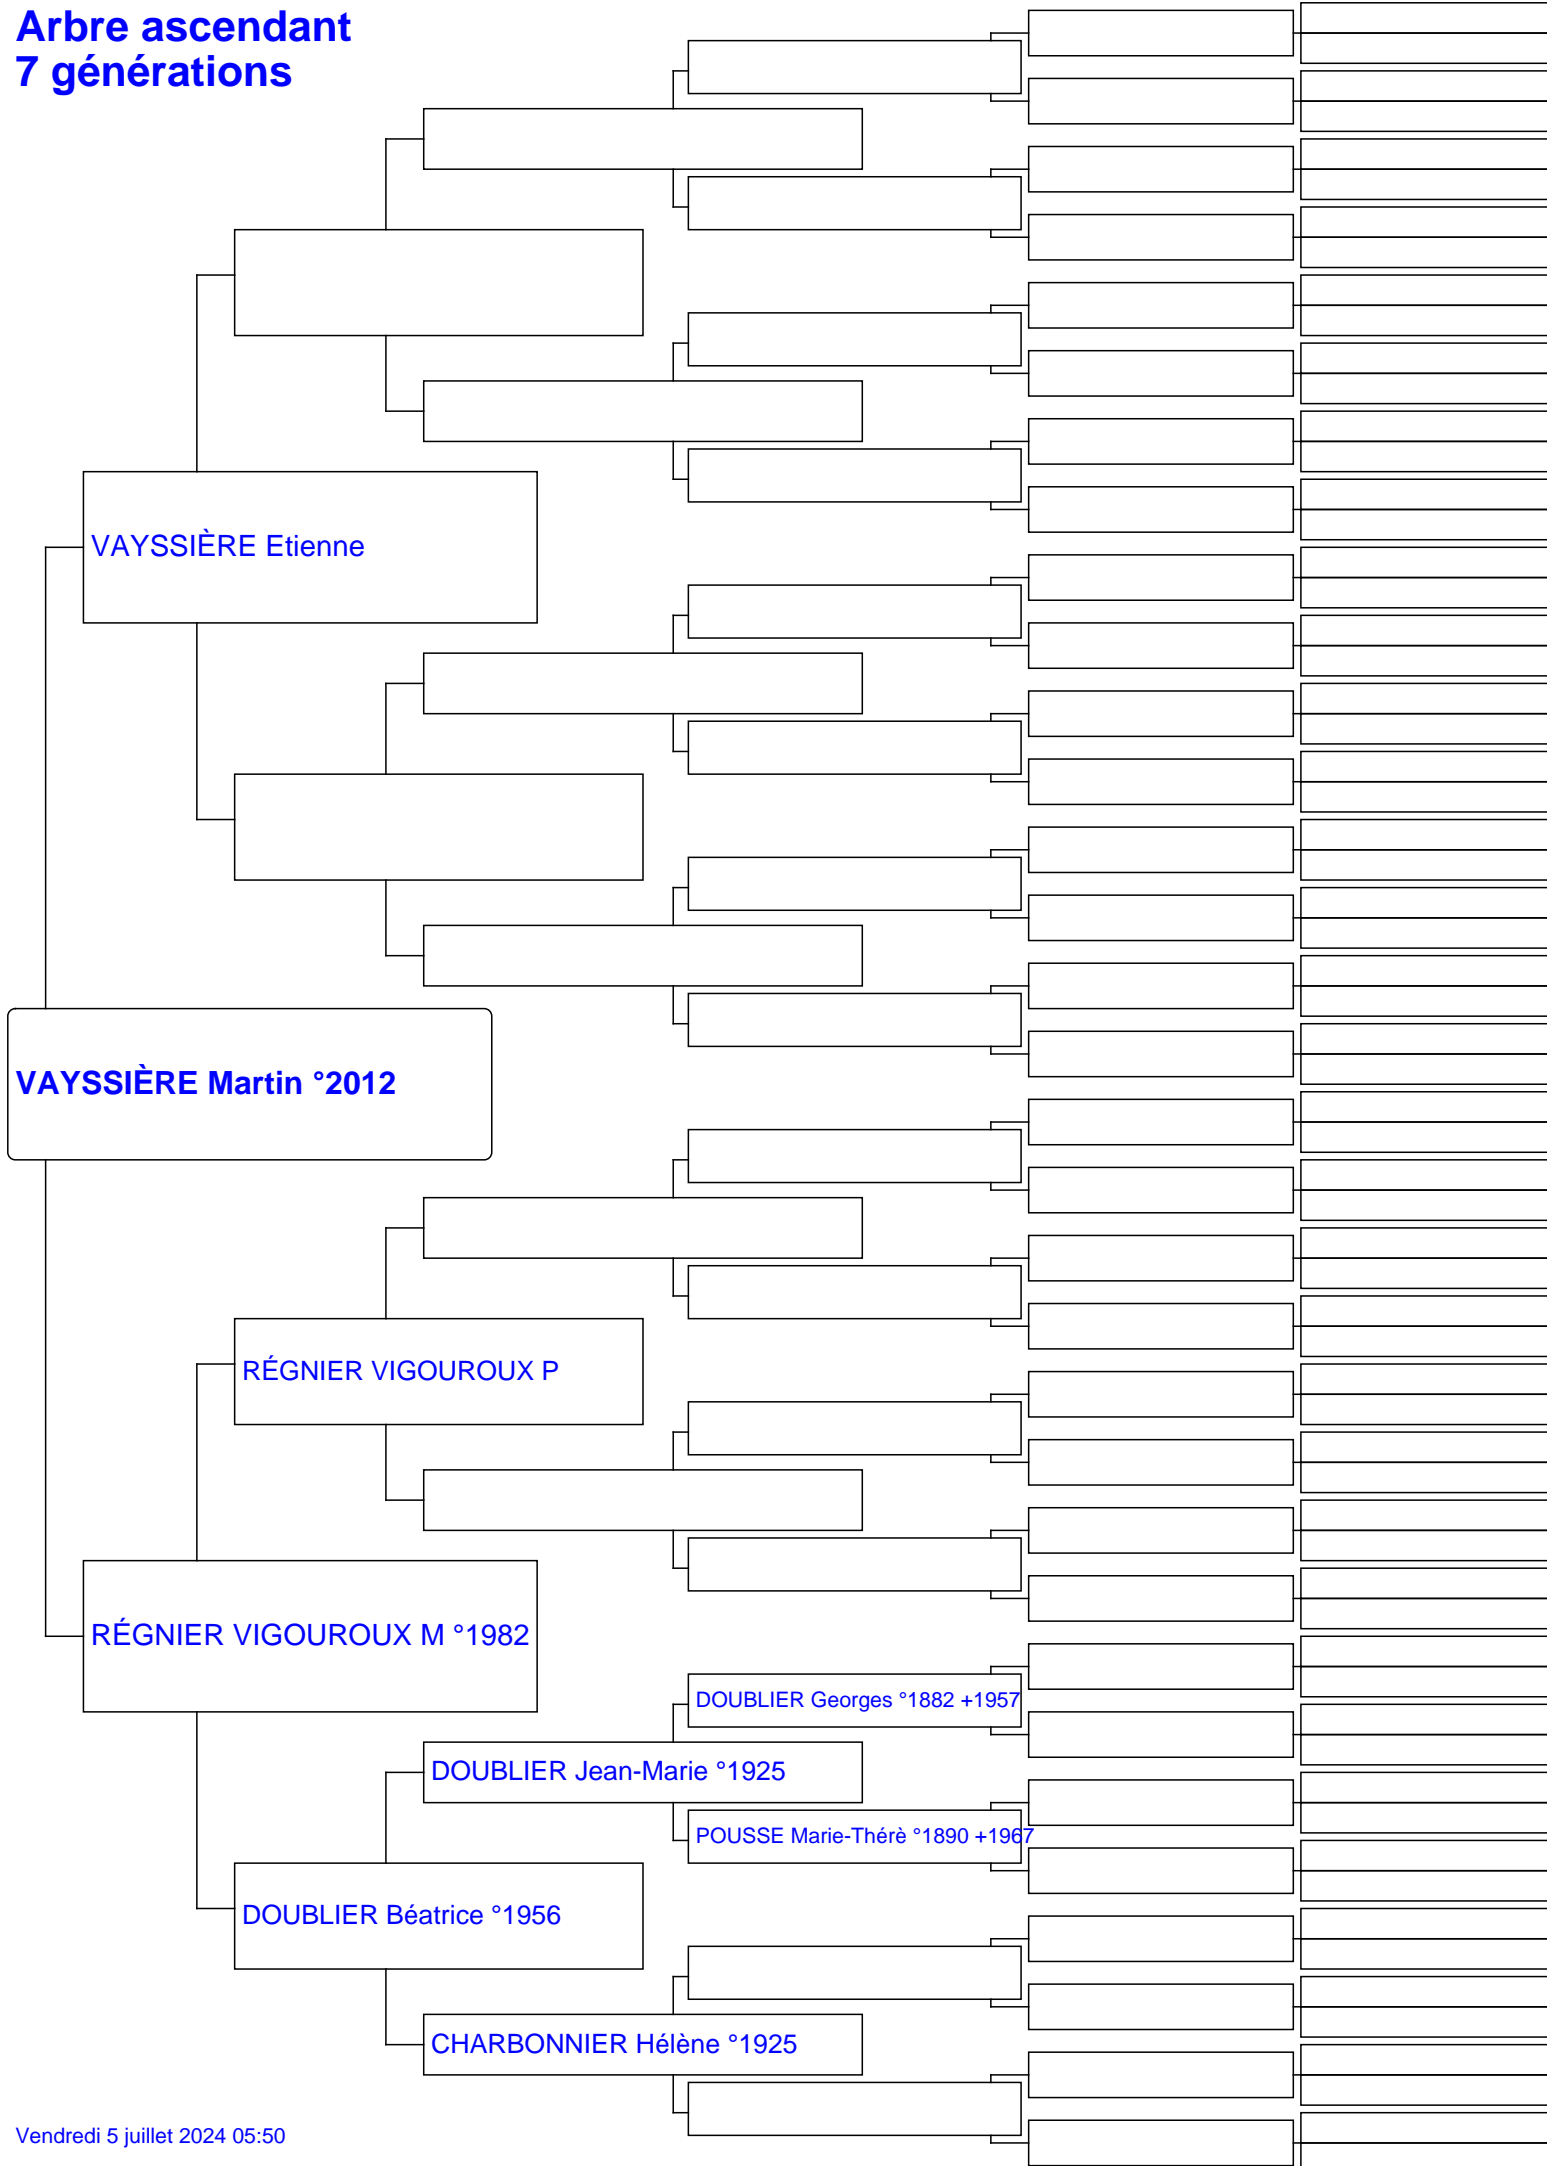 Arbre ascendant
7 générations
VAYSSIÈRE Etienne
VAYSSIÈRE Martin °2012
RÉGNIER VIGOUROUX P
RÉGNIER VIGOUROUX M °1982
DOUBLIER Georges °1882 +1957
DOUBLIER Jean-Marie °1925
POUSSE Marie-Thérè °1890 +1967
DOUBLIER Béatrice °1956
CHARBONNIER Hélène °1925
Vendredi 5 juillet 2024 05:50